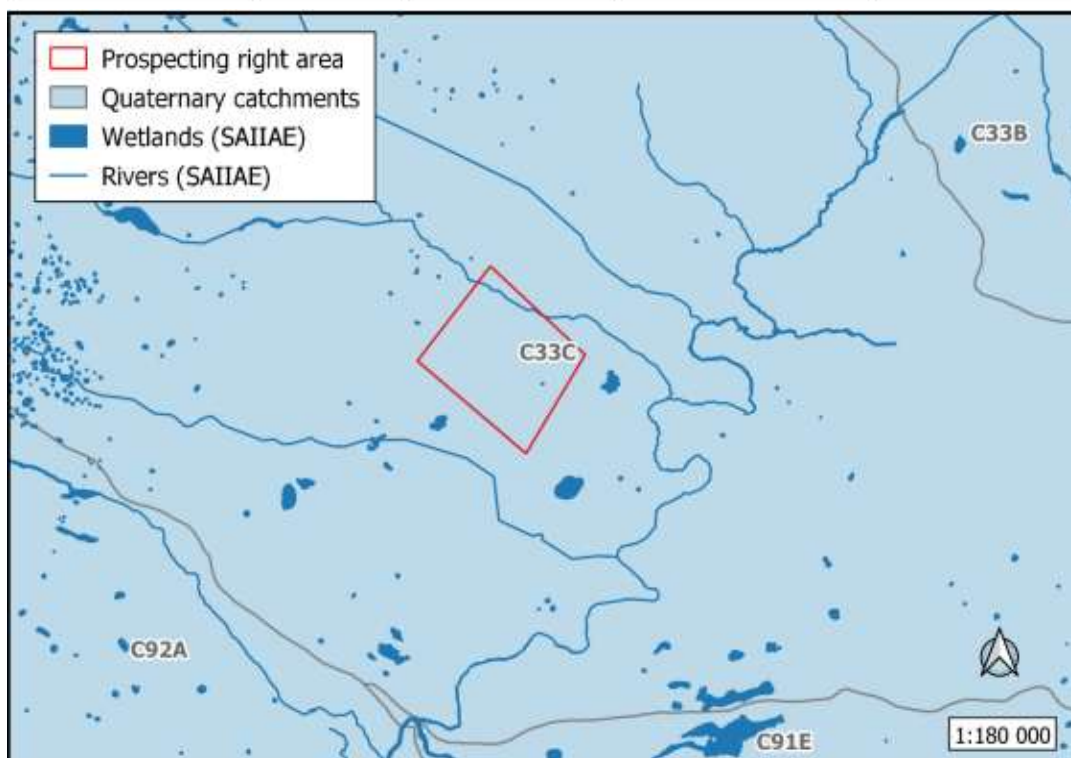 Prospecting right area
Quaternary catchments
Wetlands (SAIIAE)
Rivers (SAIIAE)
C33B
C33C
C92A
C91E
1:180 000